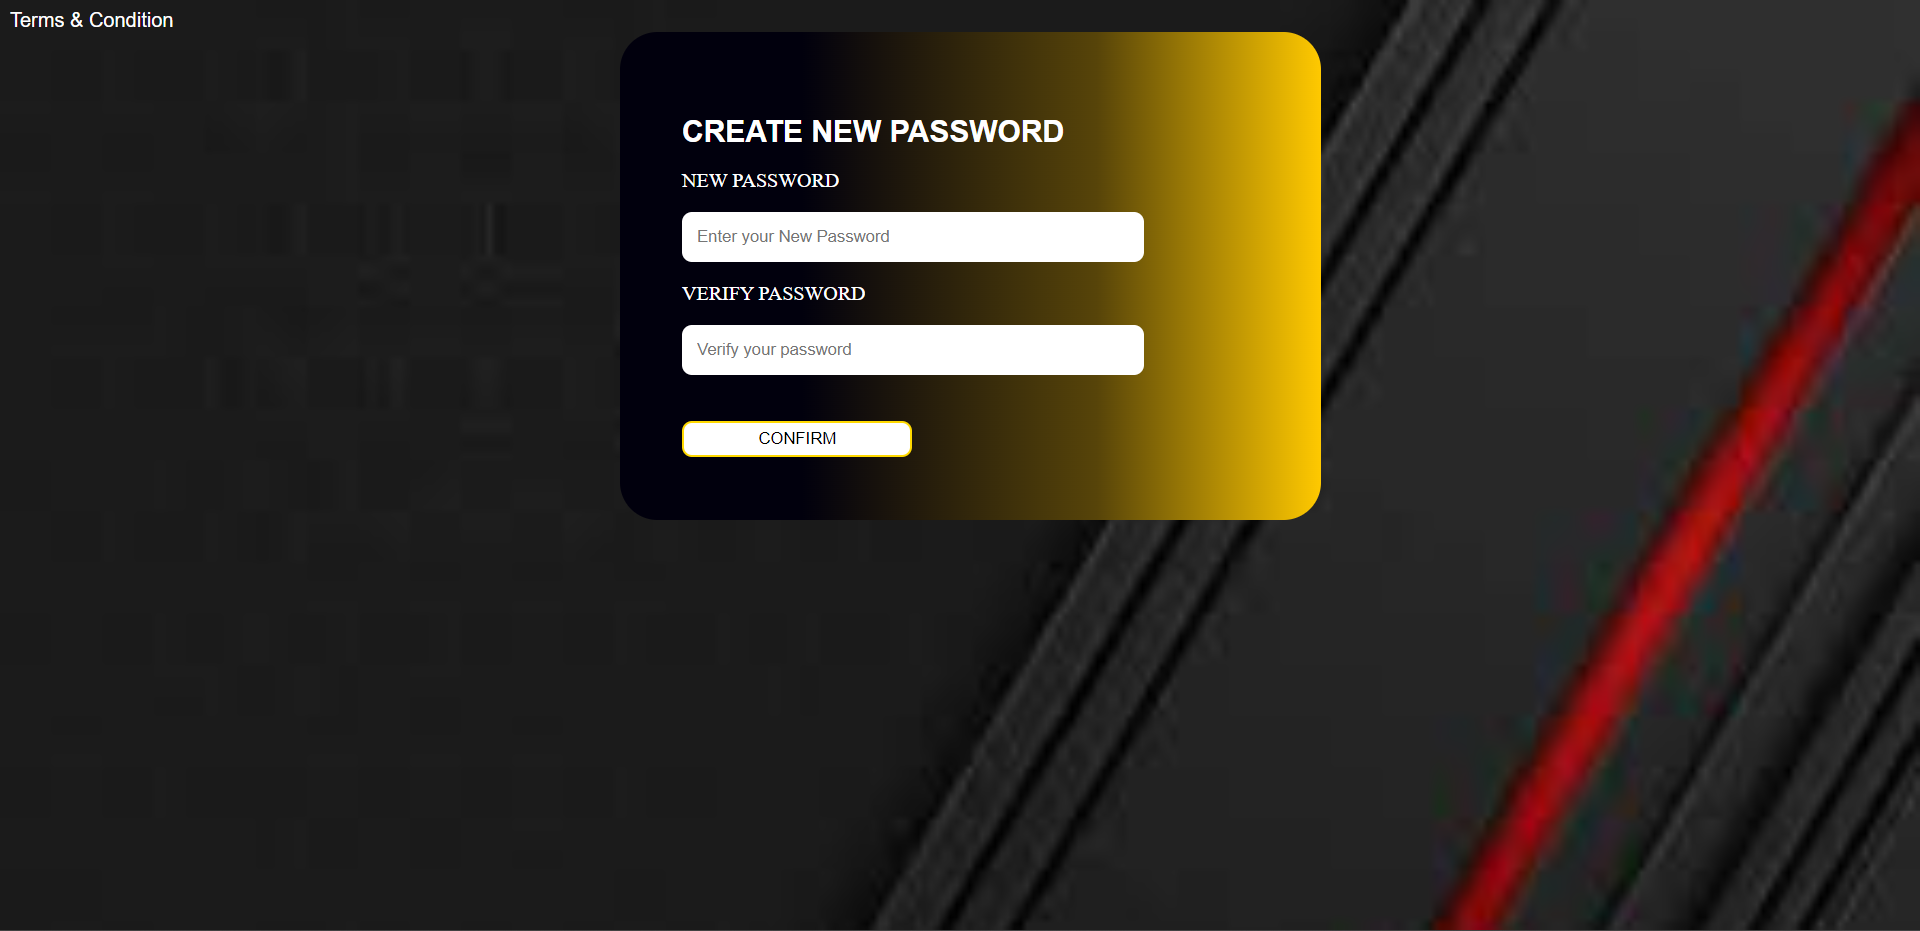 Terms & Condition
CREATE NEW PASSWORD
NEW PASSWORD
Enter your New Password
VERIFY PASSWORD
Verify your password
CONFIRM